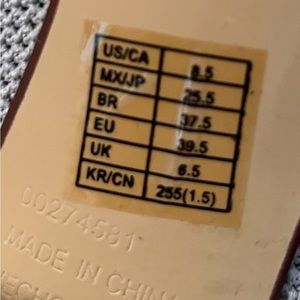 US/CA 8.5
MX/JP 25.5
BR 37.5
EU 39.5
UK 6.5
KR/CN 255(1.5)
00274581
MADE IN CHINA